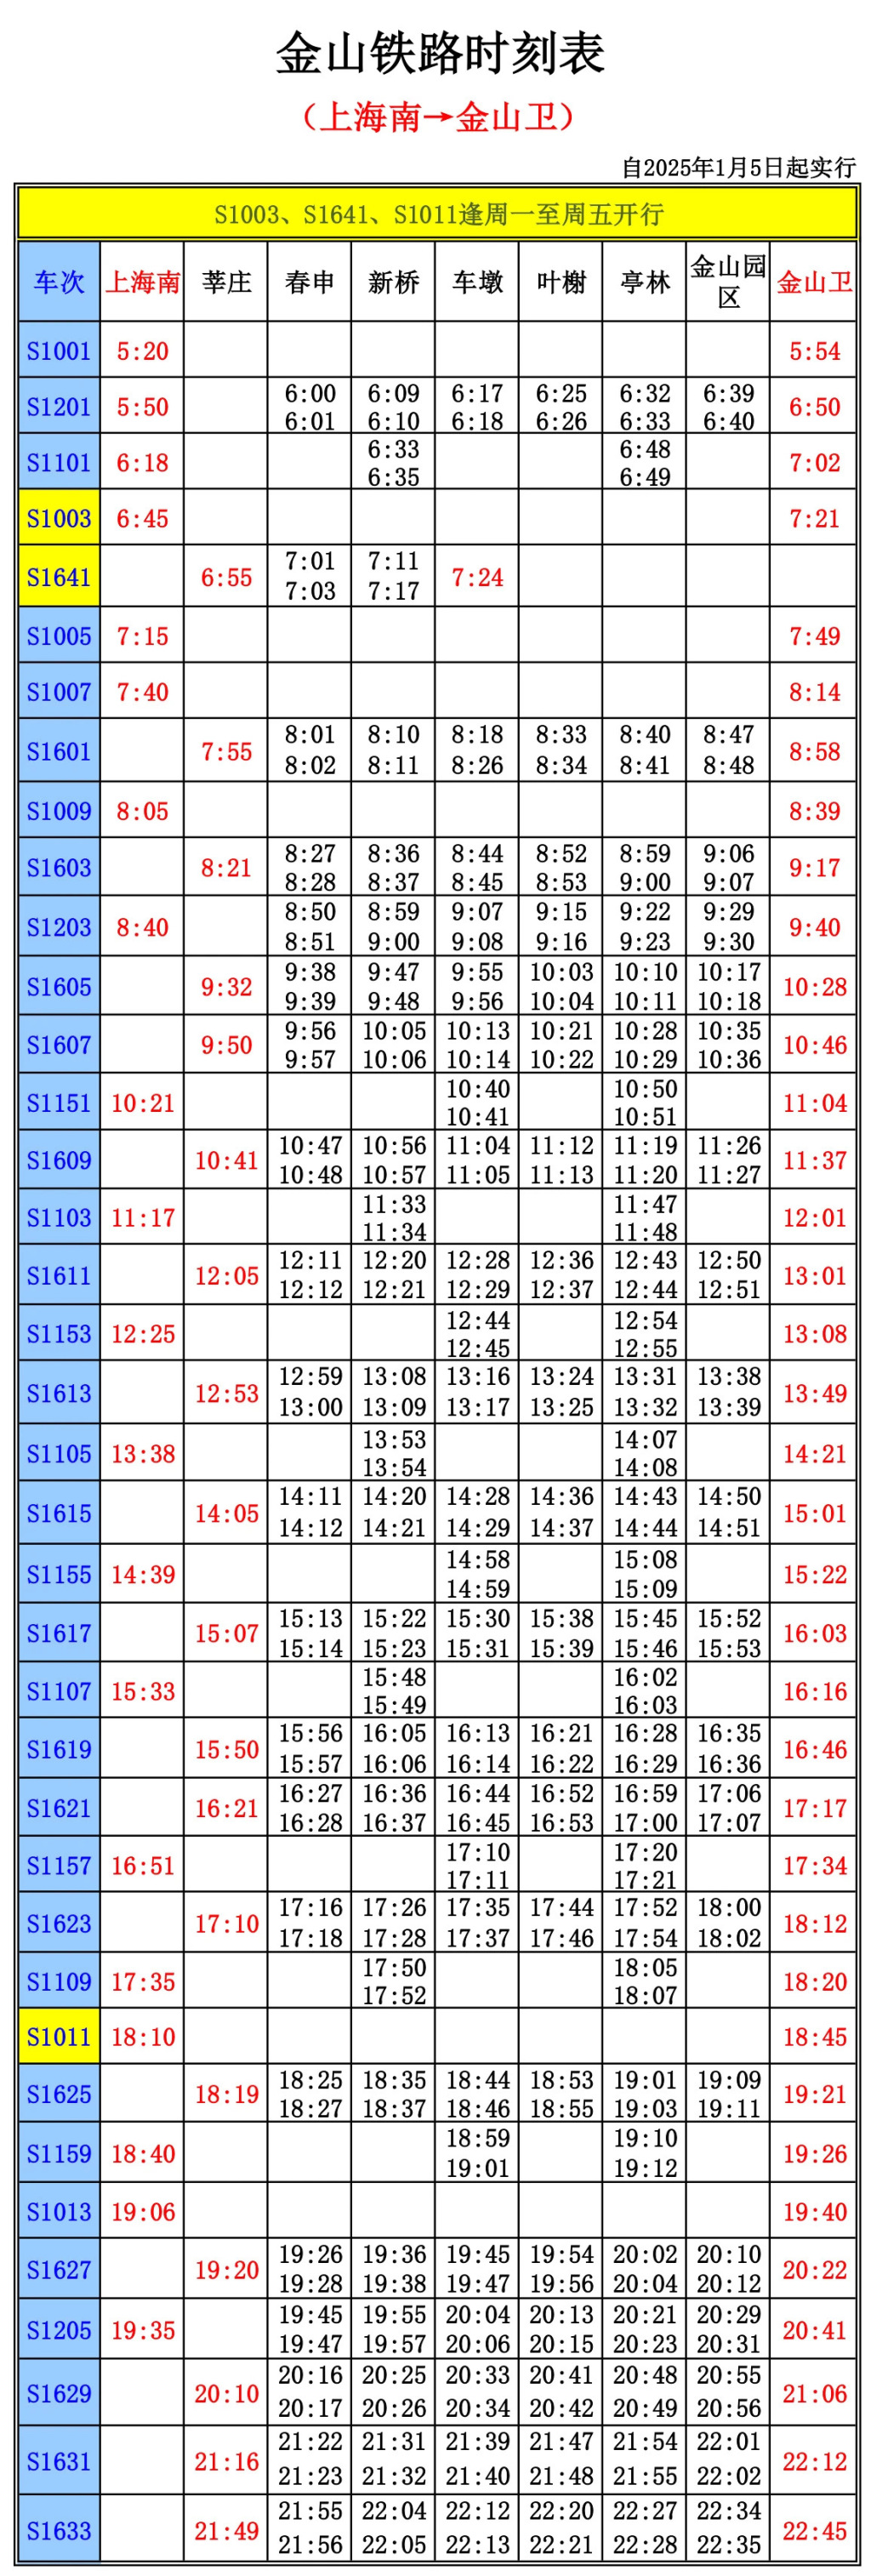 金山铁路时刻表
（上海南→金山卫）
自2025年1月5日起实行
S1003、S1641、S1011逢周一至周五开行
车次 上海南 莘庄 春申 新桥 车墩 叶榭 亭林 金山园区 金山卫
S1001 5:20 5:54
S1201 5:50 6:00 6:09 6:17 6:25 6:32 6:39 6:50
6:01 6:10 6:18 6:26 6:33 6:40
S1101 6:18 6:33 6:48 7:02
6:35 6:49
S1003 6:45 7:21
S1641 6:55 7:01 7:11 7:24
7:03 7:17
S1005 7:15 7:49
S1007 7:40 8:14
S1601 7:55 8:01 8:10 8:18 8:33 8:40 8:47 8:58
8:02 8:11 8:26 8:34 8:41 8:48
S1009 8:05 8:39
S1603 8:21 8:27 8:36 8:44 8:52 8:59 9:06 9:17
8:28 8:37 8:45 8:53 9:00 9:07
S1203 8:40 8:50 8:59 9:07 9:15 9:22 9:29 9:40
8:51 9:00 9:08 9:16 9:23 9:30
S1605 9:32 9:38 9:47 9:55 10:03 10:10 10:17 10:28
9:39 9:48 9:56 10:04 10:11 10:18
S1607 9:50 9:56 10:05 10:13 10:21 10:28 10:35 10:46
9:57 10:06 10:14 10:22 10:29 10:36
S1151 10:21 10:40 10:50 11:04
10:41 10:51
S1609 10:41 10:47 10:56 11:04 11:12 11:19 11:26 11:37
10:48 10:57 11:05 11:13 11:20 11:27
S1103 11:17 11:33 11:47 12:01
11:34 11:48
S1611 12:05 12:11 12:20 12:28 12:36 12:43 12:50 13:01
12:12 12:21 12:29 12:37 12:44 12:51
S1153 12:25 12:44 12:54 13:08
12:45 12:55
S1613 12:53 12:59 13:08 13:16 13:24 13:31 13:38 13:49
13:00 13:09 13:17 13:25 13:32 13:39
S1105 13:38 13:53 14:07 14:21
13:54 14:08
S1615 14:05 14:11 14:20 14:28 14:36 14:43 14:50 15:01
14:12 14:21 14:29 14:37 14:44 14:51
S1155 14:39 14:58 15:08 15:22
14:59 15:09
S1617 15:07 15:13 15:22 15:30 15:38 15:45 15:52 16:03
15:14 15:23 15:31 15:39 15:46 15:53
S1107 15:33 15:48 16:02 16:16
15:49 16:03
S1619 15:50 15:56 16:05 16:13 16:21 16:28 16:35 16:46
15:57 16:06 16:14 16:22 16:29 16:36
S1621 16:21 16:27 16:36 16:44 16:52 16:59 17:06 17:17
16:28 16:37 16:45 16:53 17:00 17:07
S1157 16:51 17:10 17:20 17:34
17:11 17:21
S1623 17:10 17:16 17:26 17:35 17:44 17:52 18:00 18:12
17:18 17:28 17:37 17:46 17:54 18:02
S1109 17:35 17:50 18:05 18:20
17:52 18:07
S1011 18:10 18:45
S1625 18:19 18:25 18:35 18:44 18:53 19:01 19:09 19:21
18:27 18:37 18:46 18:55 19:03 19:11
S1159 18:40 18:59 19:10 19:26
19:01 19:12
S1013 19:06 19:40
S1627 19:20 19:26 19:36 19:45 19:54 20:02 20:10 20:22
19:28 19:38 19:47 19:56 20:04 20:12
S1205 19:35 19:45 19:55 20:04 20:13 20:21 20:29 20:41
19:47 19:57 20:06 20:15 20:23 20:31
S1629 20:10 20:16 20:25 20:33 20:41 20:48 20:55 21:06
20:17 20:26 20:34 20:42 20:49 20:56
S1631 21:16 21:22 21:31 21:39 21:47 21:54 22:01 22:12
21:23 21:32 21:40 21:48 21:55 22:02
S1633 21:49 21:55 22:04 22:12 22:20 22:27 22:34 22:45
21:56 22:05 22:13 22:21 22:28 22:35